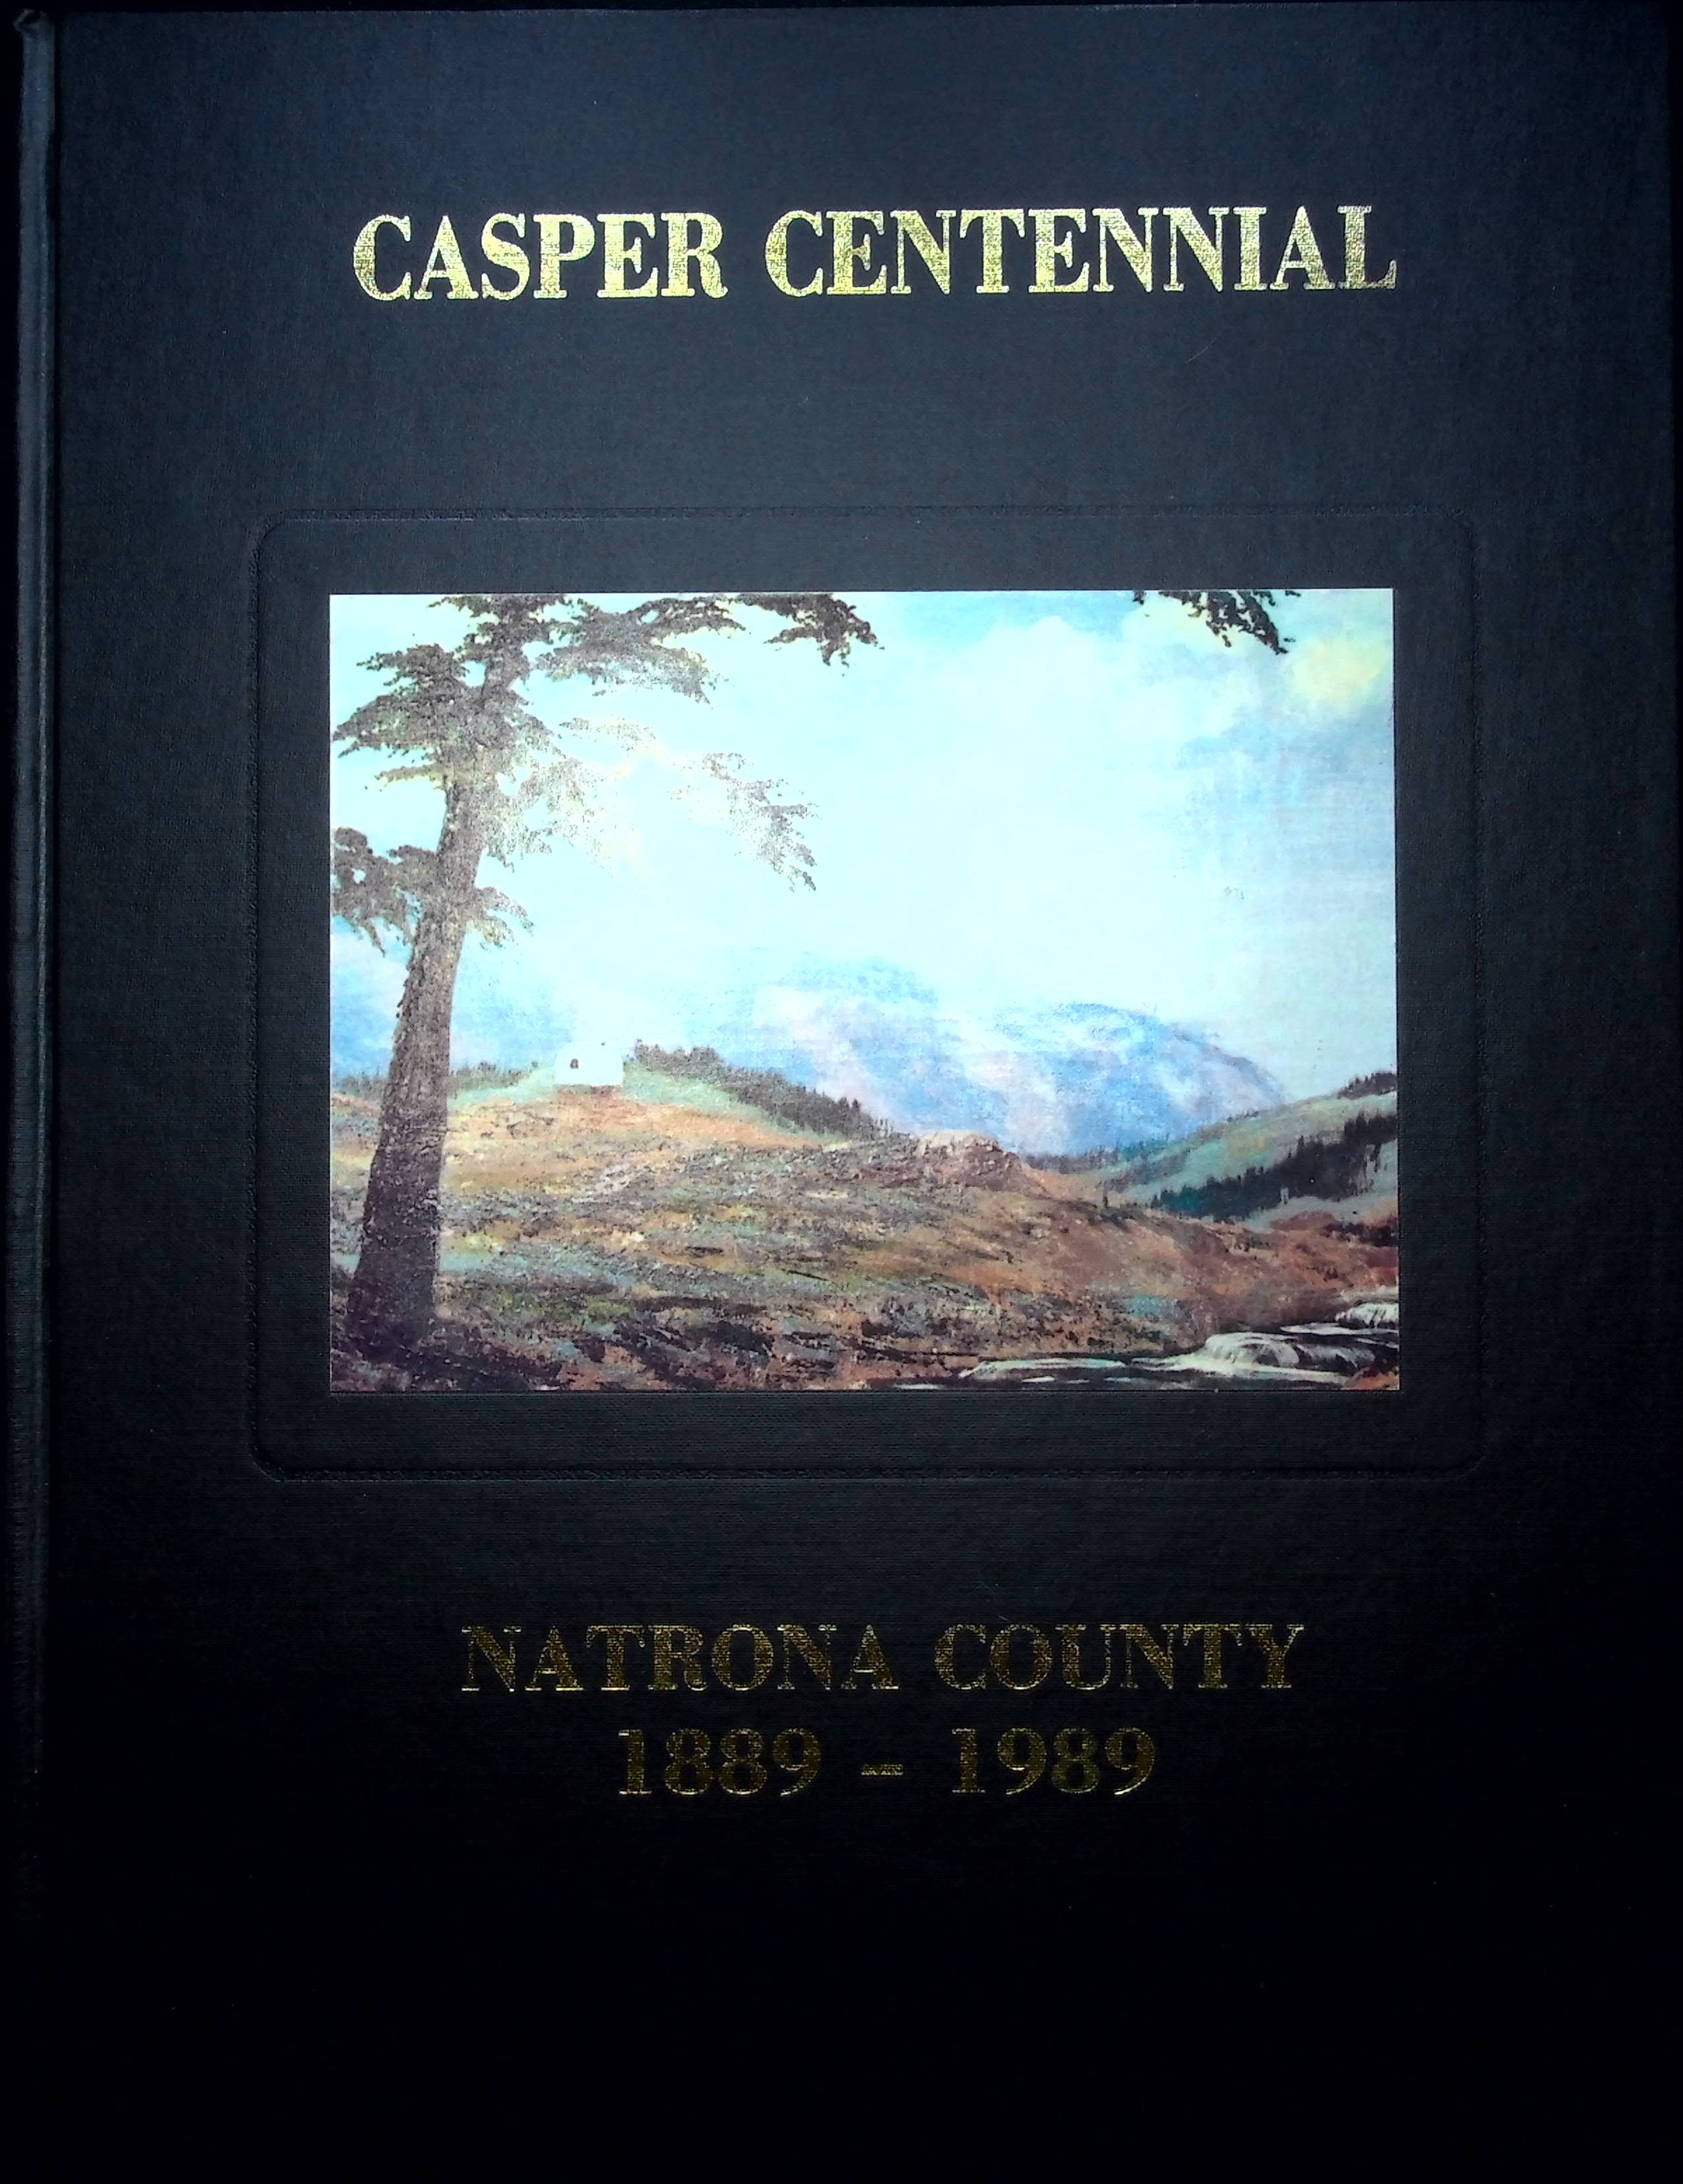 CASPER CENTENNIAL
NATRONA COUNTY
1889 - 1989